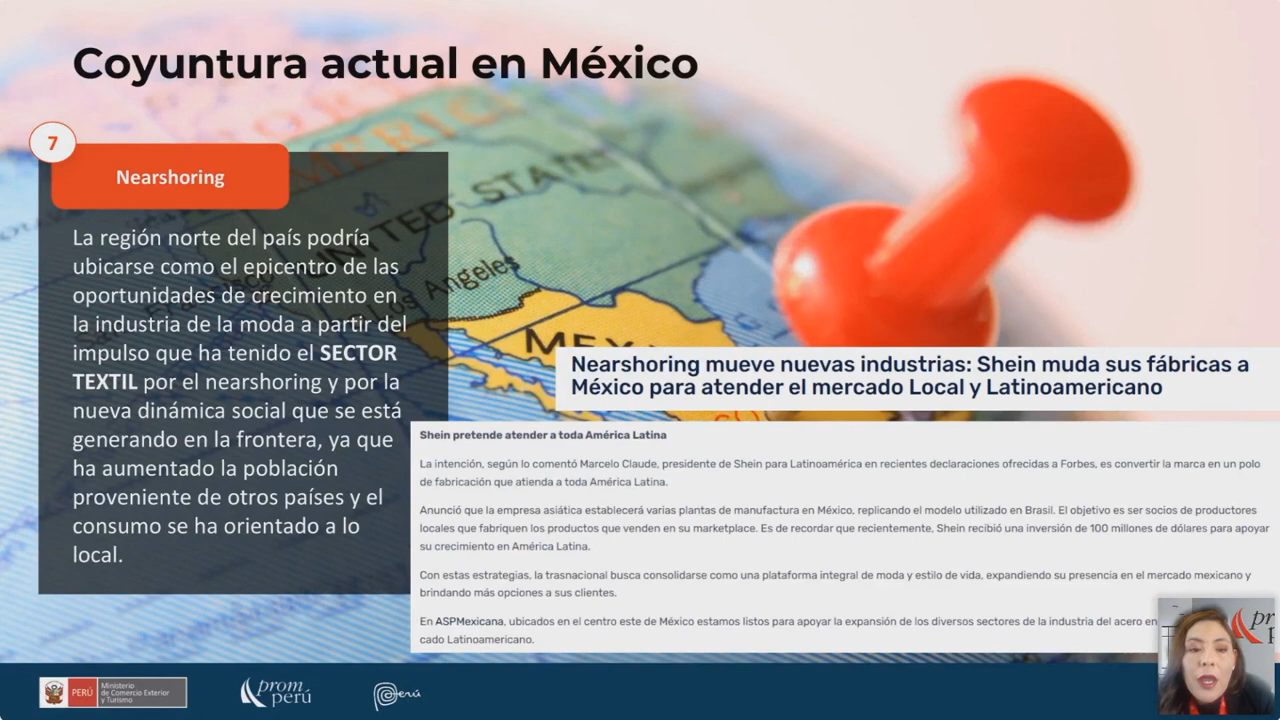 Coyuntura actual en México
7
Nearshoring
La región norte del país podría
ubicarse como el epicentro de las
oportunidades de crecimiento en
la industria de la moda a partir del
impulso que ha tenido el SECTOR
TEXTIL por el nearshoring y por la
nueva dinámica social que se está
generando en la frontera, ya que
ha aumentado la población
proveniente de otros países y el
consumo se ha orientado a lo
local.
UNITED STATES
Los Angeles
MEX
Nearshoring mueve nuevas industrias: Shein muda sus fábricas a
México para atender el mercado Local y Latinoamericano
Shein pretende atender a toda América Latina
La intención, según lo comentó Marcelo Claude, presidente de Shein para Latinoamérica en recientes declaraciones ofrecidas a Forbes, es convertir la marca en un polo
de fabricación que atienda a toda América Latina.
Anunció que la empresa asiática establecerá varias plantas de manufactura en México, replicando el modelo utilizado en Brasil. El objetivo es ser socios de productores
locales que fabriquen los productos que venden en su marketplace. Es de recordar que recientemente, Shein recibió una inversión de 100 millones de dólares para apoyar
su crecimiento en América Latina.
Con estas estrategias, la trasnacional busca consolidarse como una plataforma integral de moda y estilo de vida, expandiendo su presencia en el mercado mexicano y
brindando más opciones a sus clientes.
En ASPMexicana, ubicados en el centro este de México estamos listos para apoyar la expansión de los diversos sectores de la industria del acero en
cado Latinoamericano.
PERÚ
Ministerio
de Comercio Exterior
y Turismo
prom
perú
Perú
pr